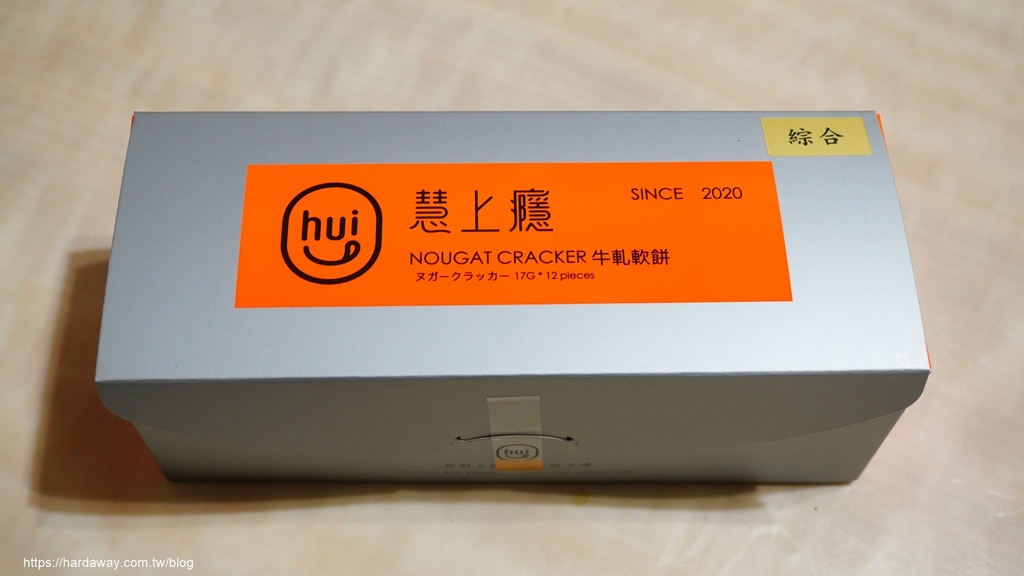 綜合
hui
慧上癮
SINCE 2020
NOUGAT CRACKER 牛軋軟餅
ヌガークラッカー 17G * 12 pieces
hui
https://hardaway.com.tw/blog